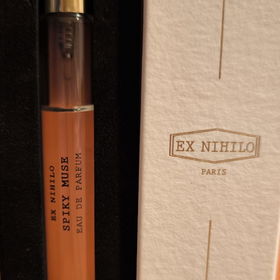 EX NIHILO
SPIKY MUSE
EAU DE PARFUM
EX NIHILO
PARIS